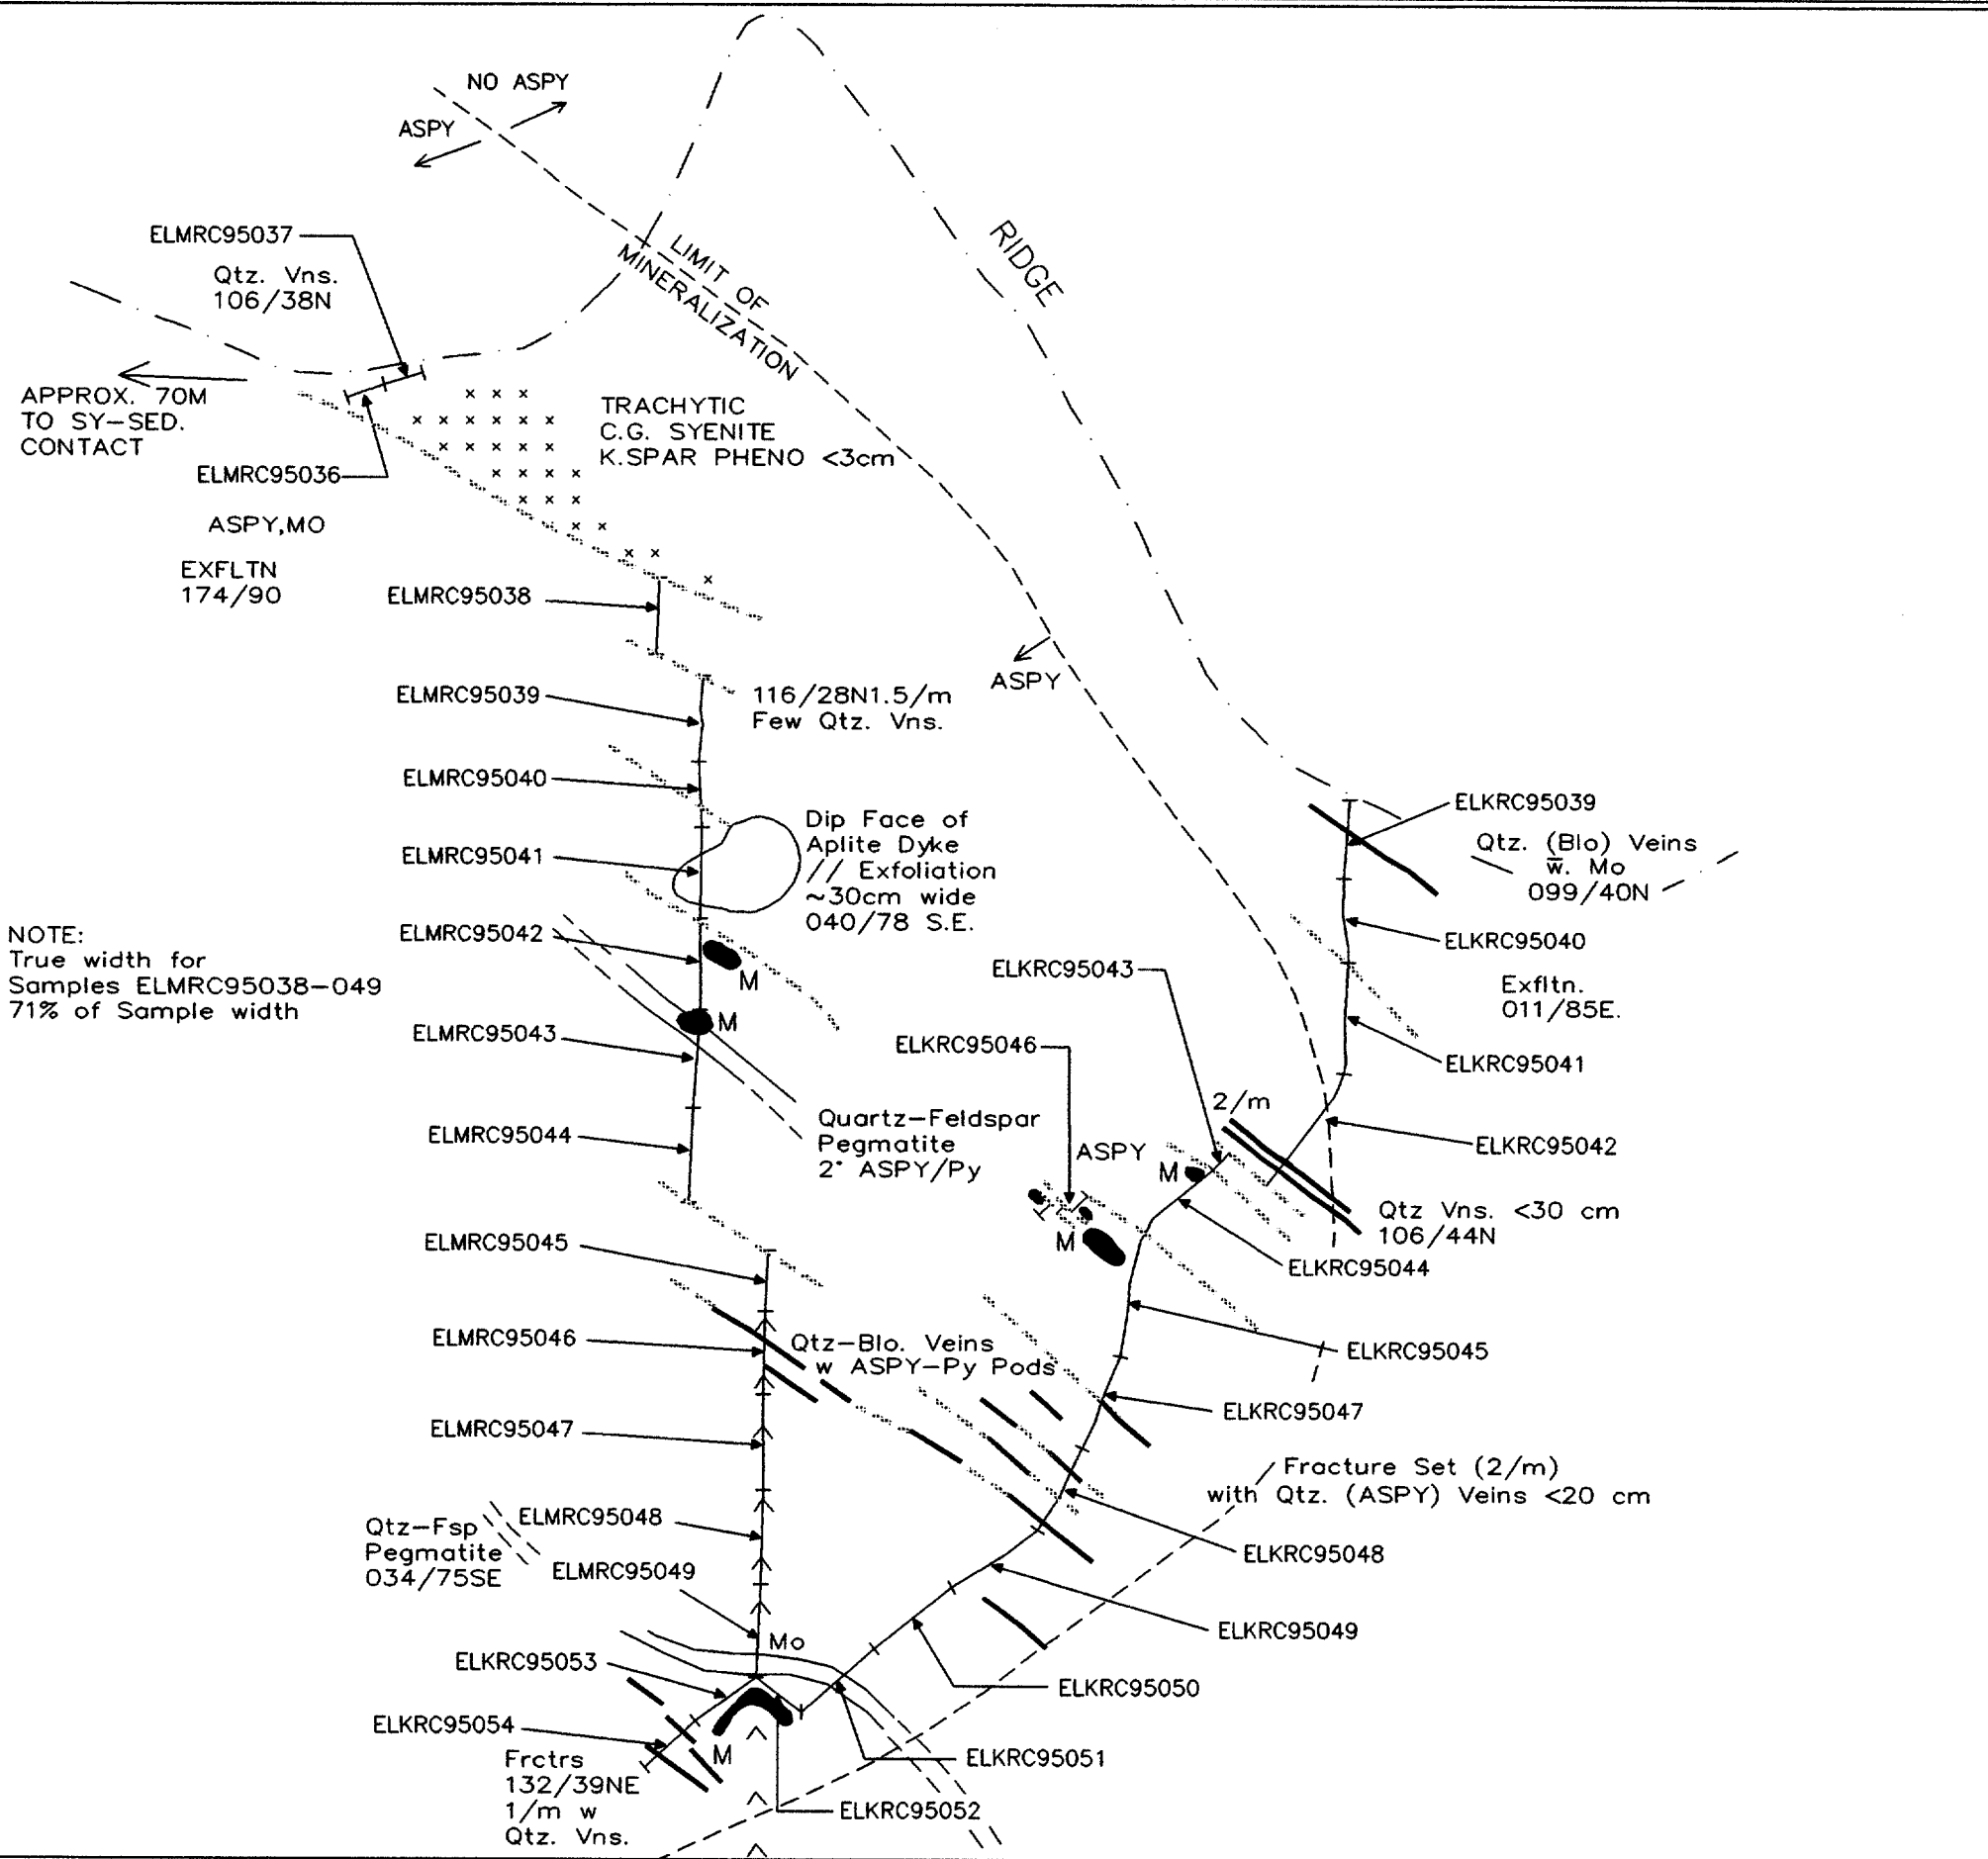 NO ASPY
ASPY
ELMRC95037
Qtz. Vns.
106/38N
LIMIT OF
MINERALIZATION
RIDGE
APPROX. 70M
TO SY-SED.
CONTACT
TRACHYTIC
C.G. SYENITE
K.SPAR PHENO <3cm
ELMRC95036
ASPY,MO
EXFLTN
174/90
ELMRC95038
ASPY
ELMRC95039
116/28N1.5/m
Few Qtz. Vns.
ELMRC95040
ELMRC95041
Dip Face of
Aplite Dyke
// Exfoliation
~30cm wide
040/78 S.E.
ELKRC95039
Qtz. (Blo) Veins
w. Mo
099/40N
ELMRC95042
M
NOTE:
True width for
Samples ELMRC95038-049
71% of Sample width
ELKRC95040
ELKRC95043
Exfltn.
011/85E.
M
ELMRC95043
ELKRC95046
ELKRC95041
2/m
Quartz-Feldspar
Pegmatite
2° ASPY/Py
ELMRC95044
ASPY
M
ELKRC95042
Qtz Vns. <30 cm
106/44N
M
ELMRC95045
ELKRC95044
ELMRC95046
Qtz-Blo. Veins
w ASPY-Py Pods
ELKRC95045
ELMRC95047
ELKRC95047
Fracture Set (2/m)
with Qtz. (ASPY) Veins <20 cm
Qtz-Fsp
Pegmatite
034/75SE
ELMRC95048
ELKRC95048
ELMRC95049
Mo
ELKRC95049
ELKRC95053
ELKRC95050
ELKRC95054
M
Frctrs
132/39NE
1/m w
Qtz. Vns.
ELKRC95051
ELKRC95052